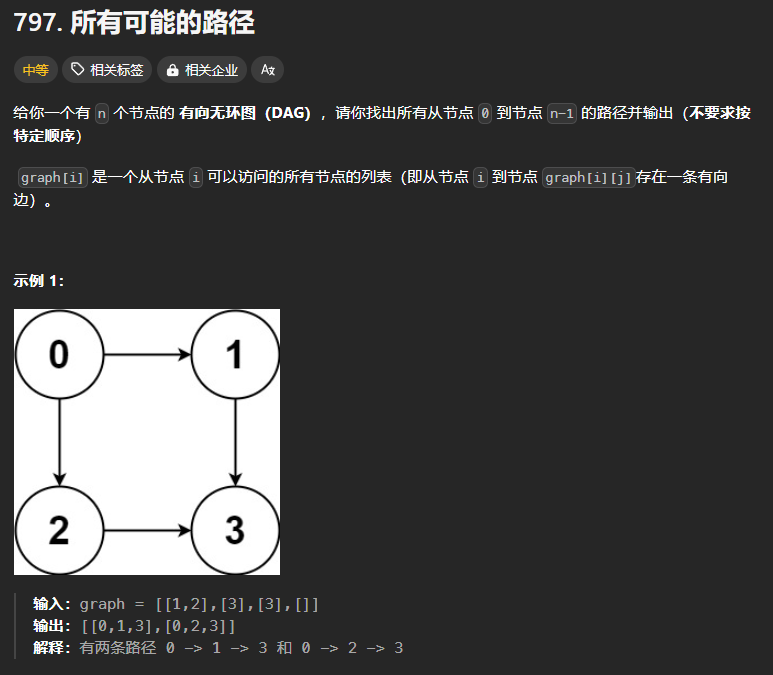 797. 所有可能的路径
中等 相关标签 相关企业 Aж
给你一个有 n 个节点的 有向无环图（DAG），请你找出所有从节点 0 到节点 n-1 的路径并输出（不要求按
特定顺序）
graph[i] 是一个从节点 i 可以访问的所有节点的列表（即从节点 i 到节点 graph[i][j]存在一条有向
边）。
示例 1：
0 1
2 3
输入：graph = [[1,2],[3],[3],[]]
输出：[[0,1,3],[0,2,3]]
解释：有两条路径 0 -> 1 -> 3 和 0 -> 2 -> 3